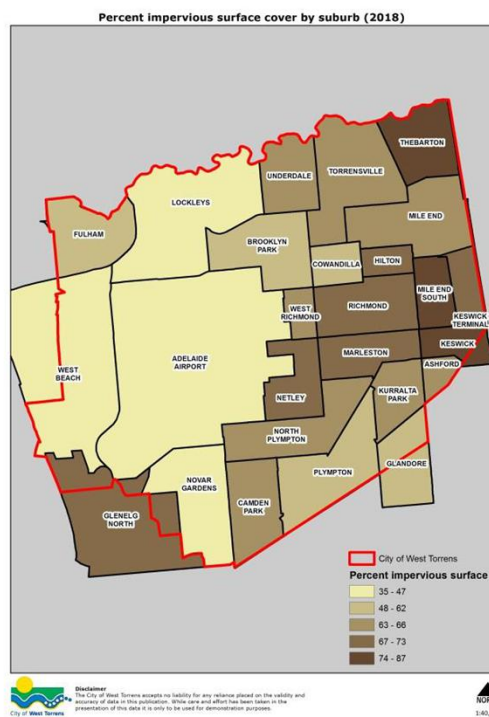 Percent impervious surface cover by suburb (2018)
THEBARTON
UNDERDALE
TORRENSVILLE
LOCKLEYS
MILE END
FULHAM
BROOKLYN
PARK
COWANDILLA
HILTON
MILE END
SOUTH
WEST
RICHMOND
RICHMOND
KESWICK
TERMINAL
KESWICK
MARLESTON
ADELAIDE
AIRPORT
WEST
BEACH
ASHFORD
NETLEY
KURRALTA
PARK
NORTH
PLYMPTON
GLANDORE
PLYMPTON
NOVAR
GARDENS
CAMDEN
PARK
GLENELG
NORTH
City of West Torrens
Percent impervious surface
35 - 47
48 - 62
63 - 66
67 - 73
74 - 87
City of West Torrens
Disclaimer
The City of West Torrens accepts no liability for any reliance placed on the validity and
accuracy of data in this publication. While care and effort has been taken in the
presentation of this data it is only to be used for demonstration purposes.
NOR
1:40,